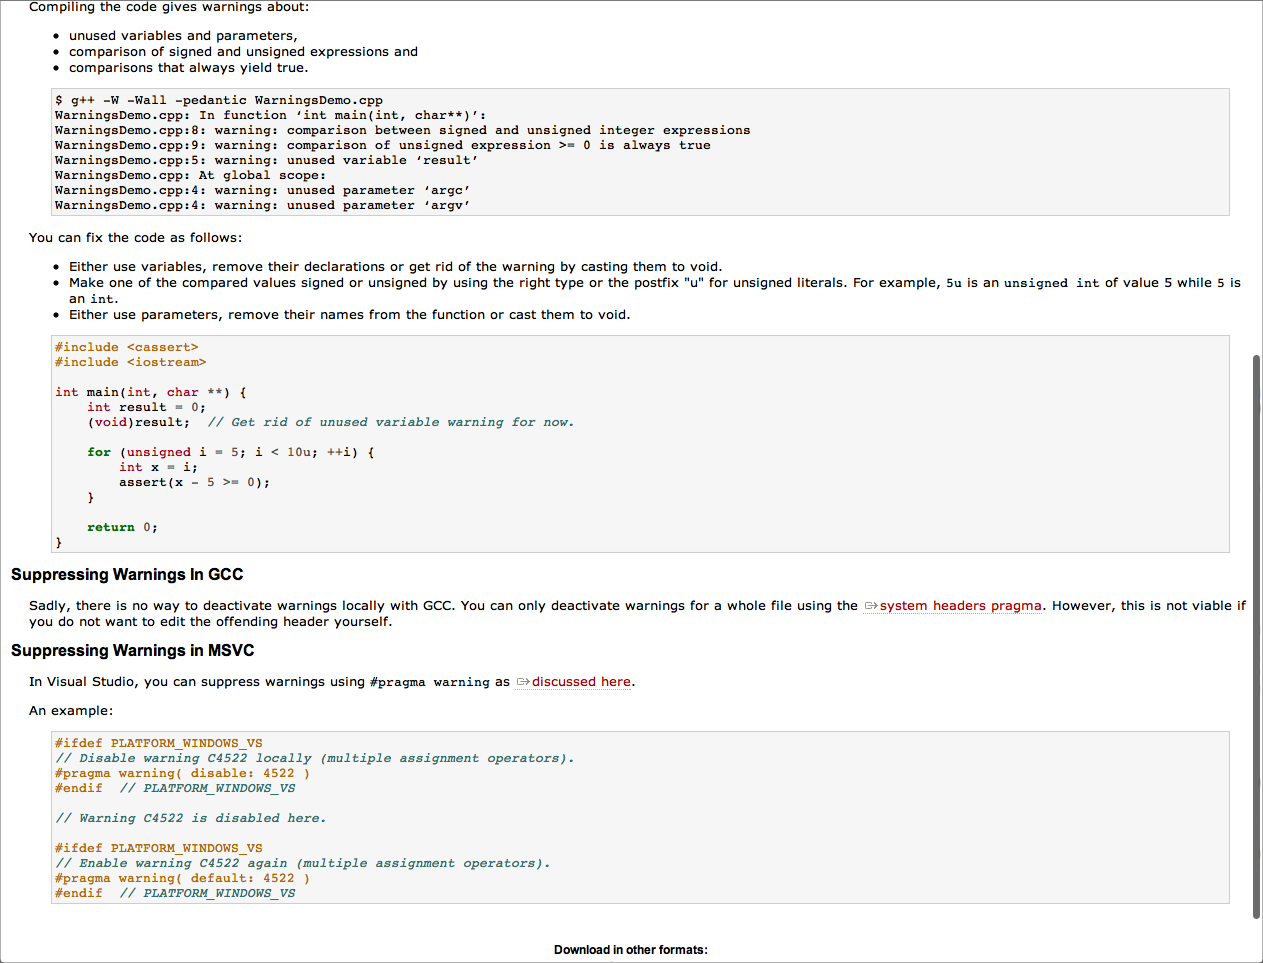 Compiling the code gives warnings about:
• unused variables and parameters,
• comparison of signed and unsigned expressions and
• comparisons that always yield true.
$ g++ -W -Wall -pedantic WarningsDemo.cpp
WarningsDemo.cpp: In function ‘int main(int, char**)’:
WarningsDemo.cpp:8: warning: comparison between signed and unsigned integer expressions
WarningsDemo.cpp:9: warning: comparison of unsigned expression >= 0 is always true
WarningsDemo.cpp:5: warning: unused variable ‘result’
WarningsDemo.cpp: At global scope:
WarningsDemo.cpp:4: warning: unused parameter ‘argc’
WarningsDemo.cpp:4: warning: unused parameter ‘argv’
You can fix the code as follows:
• Either use variables, remove their declarations or get rid of the warning by casting them to void.
• Make one of the compared values signed or unsigned by using the right type or the postfix "u" for unsigned literals. For example, 5u is an unsigned int of value 5 while 5 is
an int.
• Either use parameters, remove their names from the function or cast them to void.
#include <cassert>
#include <iostream>
int main(int, char **) {
    int result = 0;
    (void)result;  // Get rid of unused variable warning for now.
    for (unsigned i = 5; i < 10u; ++i) {
        int x = i;
        assert(x - 5 >= 0);
    }
    return 0;
}
Suppressing Warnings In GCC
Sadly, there is no way to deactivate warnings locally with GCC. You can only deactivate warnings for a whole file using the system headers pragma. However, this is not viable if
you do not want to edit the offending header yourself.
Suppressing Warnings in MSVC
In Visual Studio, you can suppress warnings using #pragma warning as discussed here.
An example:
#ifdef PLATFORM_WINDOWS_VS
// Disable warning C4522 locally (multiple assignment operators).
#pragma warning( disable: 4522 )
#endif  // PLATFORM_WINDOWS_VS
// Warning C4522 is disabled here.
#ifdef PLATFORM_WINDOWS_VS
// Enable warning C4522 again (multiple assignment operators).
#pragma warning( default: 4522 )
#endif  // PLATFORM_WINDOWS_VS
Download in other formats: